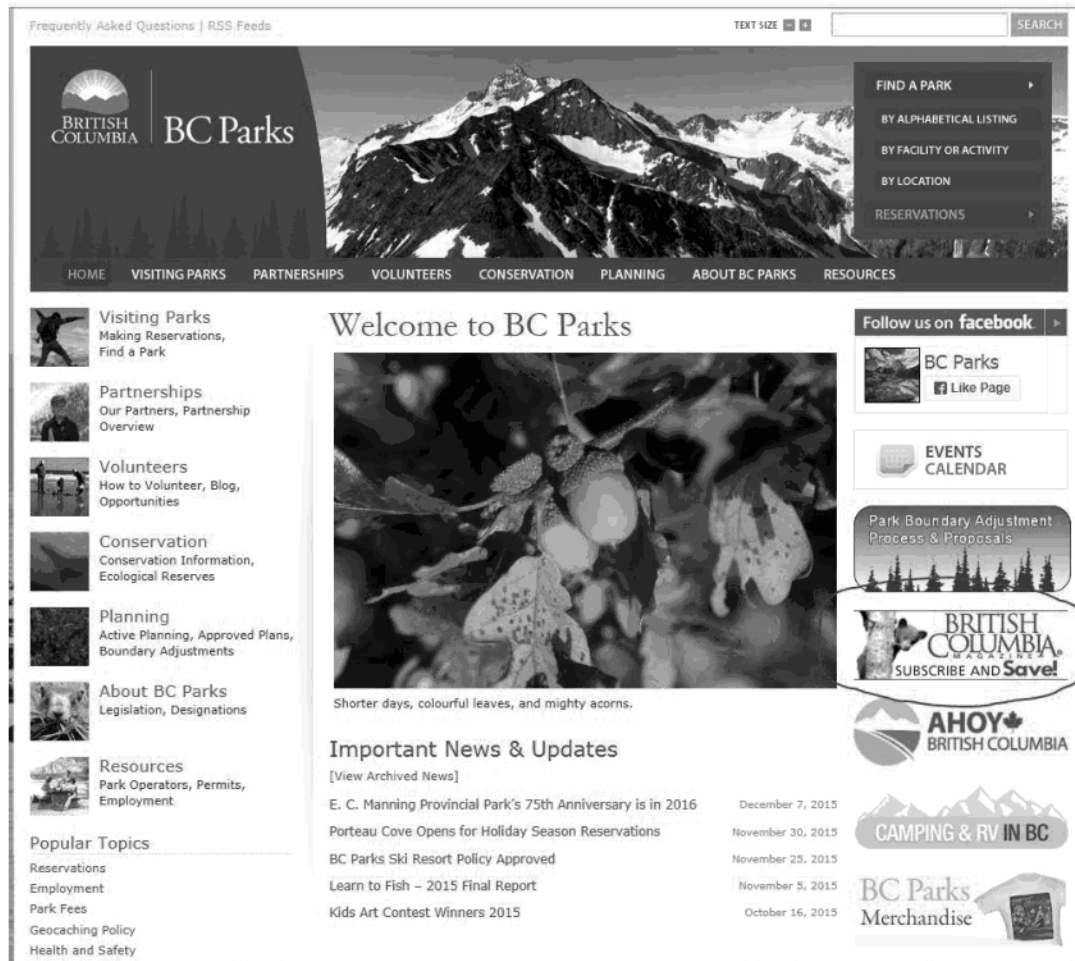 Frequently Asked Questions | RSS Feeds
TEXT SIZE - +
SEARCH
BRITISH
COLUMBIA
BC Parks
FIND A PARK
BY ALPHABETICAL LISTING
BY FACILITY OR ACTIVITY
BY LOCATION
RESERVATIONS
HOME VISITING PARKS PARTNERSHIPS VOLUNTEERS CONSERVATION PLANNING ABOUT BC PARKS RESOURCES
Visiting Parks
Making Reservations,
Find a Park
Partnerships
Our Partners, Partnership
Overview
Volunteers
How to Volunteer, Blog,
Opportunities
Conservation
Conservation Information,
Ecological Reserves
Planning
Active Planning, Approved Plans,
Boundary Adjustments
About BC Parks
Legislation, Designations
Resources
Park Operators, Permits,
Employment
Popular Topics
Reservations
Employment
Park Fees
Geocaching Policy
Health and Safety
Welcome to BC Parks
Shorter days, colourful leaves, and mighty acorns.
Important News & Updates
[View Archived News]
E. C. Manning Provincial Park's 75th Anniversary is in 2016 December 7, 2015
Porteau Cove Opens for Holiday Season Reservations November 30, 2015
BC Parks Ski Resort Policy Approved November 25, 2015
Learn to Fish – 2015 Final Report November 5, 2015
Kids Art Contest Winners 2015 October 16, 2015
Follow us on facebook
BC Parks
Like Page
EVENTS
CALENDAR
Park Boundary Adjustment
Process & Proposals
BRITISH
COLUMBIA
MAGAZINE
SUBSCRIBE AND Save!
AHOY
BRITISH COLUMBIA
CAMPING & RV IN BC
BC Parks
Merchandise